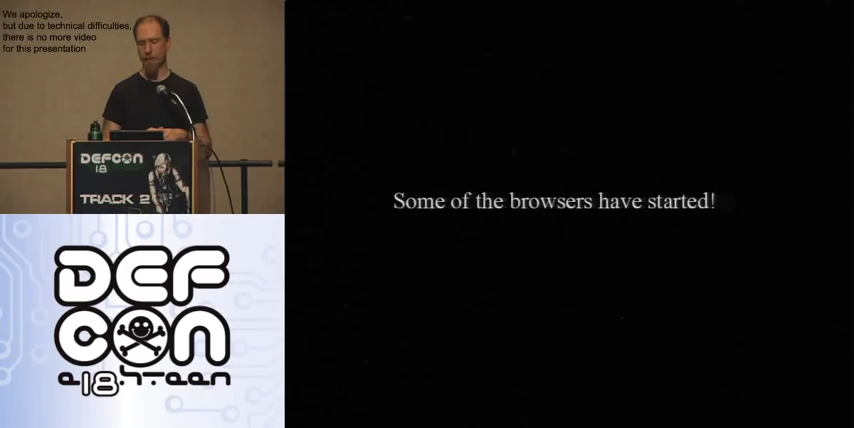 We apologize,
but due to technical difficulties,
there is no more video
for this presentation
DEFCON
18
TRACK 2
Some of the browsers have started!
DEF
CON
e18hteen